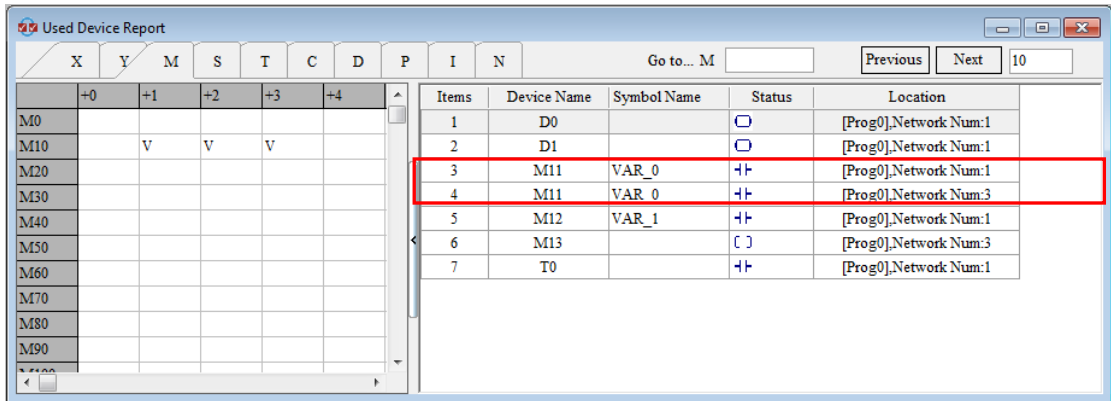 Used Device Report
X Y M S T C D P I N Go to... M Previous Next 10
+0 +1 +2 +3 +4
M0
M10 V V V
M20
M30
M40
M50
M60
M70
M80
M90
Items Device Name Symbol Name Status Location
1 D0 [Prog0],Network Num:1
2 D1 [Prog0],Network Num:1
3 M11 VAR_0 [Prog0],Network Num:1
4 M11 VAR_0 [Prog0],Network Num:3
5 M12 VAR_1 [Prog0],Network Num:1
6 M13 [Prog0],Network Num:3
7 T0 [Prog0],Network Num:1